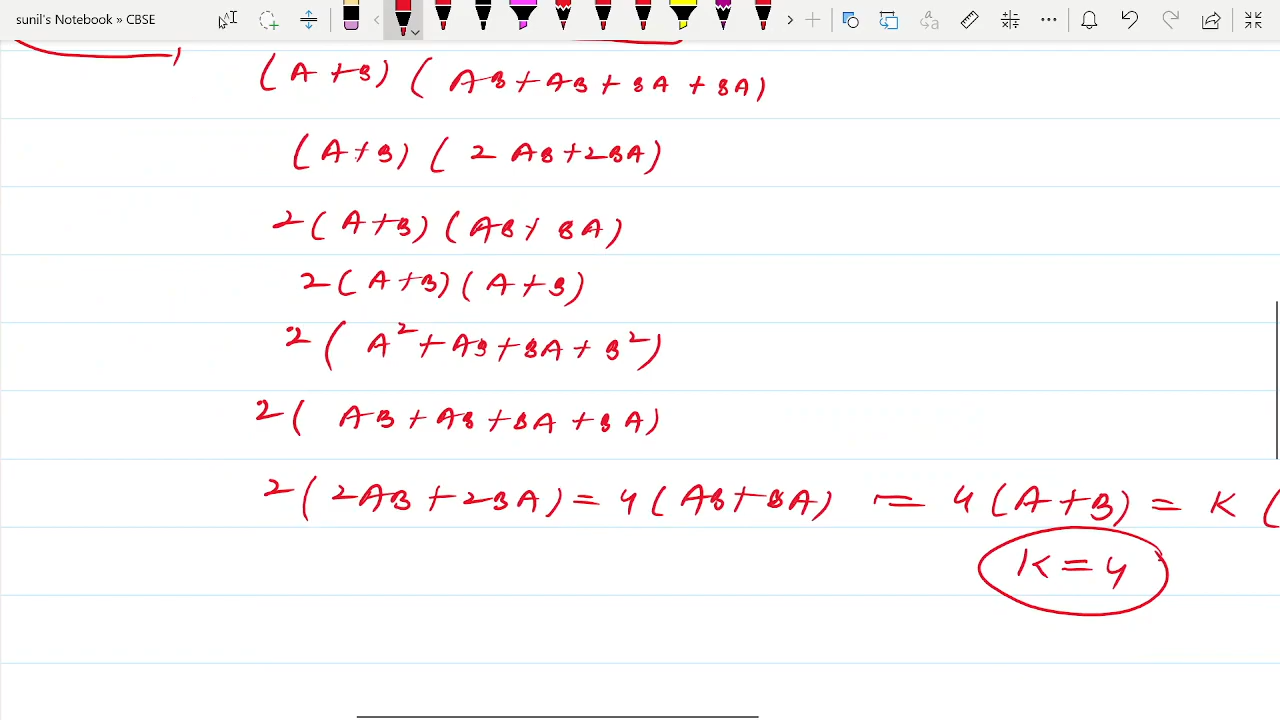 sunil's Notebook » CBSE
(A+B) (AB+AB+BA+BA)
(A+B) (2AB+2BA)
2(A+B)(AB+BA)
2(A+B)(A+B)
2(A²+AB+BA+B²)
2(AB+AB+BA+BA)
2(2AB+2BA)=4(AB+BA) = 4(A+B) = K (
K=4